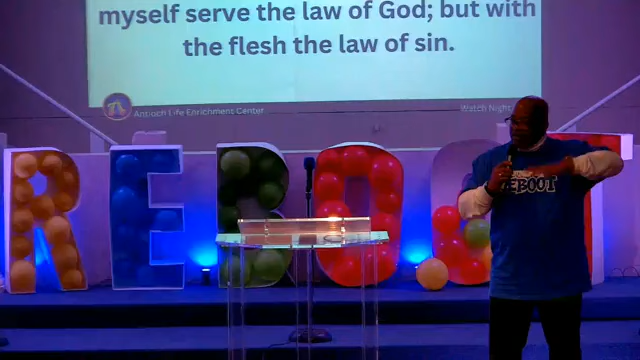 myself serve the law of God; but with
the flesh the law of sin.
Antioch Life Enrichment Center
Watch Night
REBOOT
REBOOT